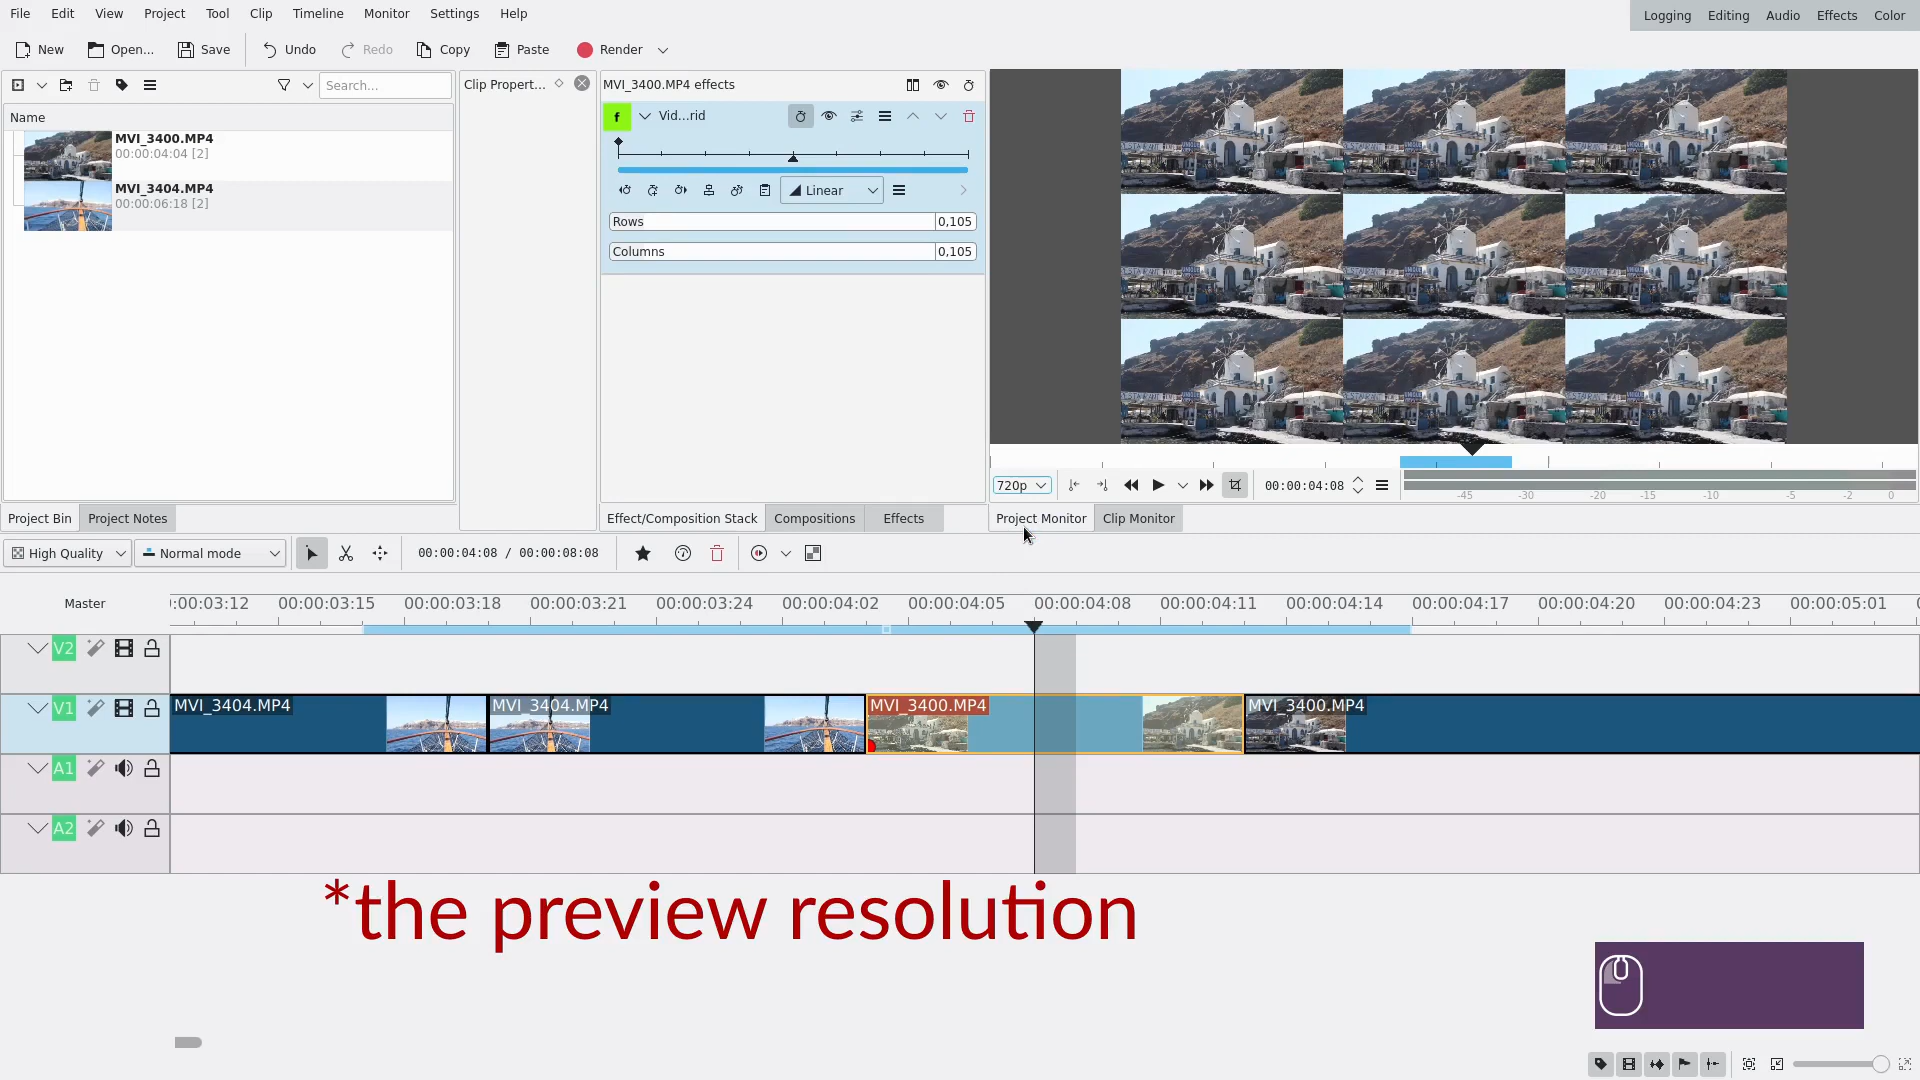 File Edit View Project Tool Clip Timeline Monitor Settings Help
Logging Editing Audio Effects Color
New Open... Save Undo Redo Copy Paste Render
Search...
Clip Propert...
MVI_3400.MP4 effects
Name
f Vid...rid
MVI_3400.MP4
00:00:04:04 [2]
MVI_3404.MP4
00:00:06:18 [2]
Linear
Rows 0,105
Columns 0,105
720p 00:00:04:08
-45 -30 -20 -15 -10 -5 -2 0
Project Bin Project Notes
Effect/Composition Stack Compositions Effects
Project Monitor Clip Monitor
High Quality Normal mode 00:00:04:08 / 00:00:08:08
Master
:00:03:12 00:00:03:15 00:00:03:18 00:00:03:21 00:00:03:24 00:00:04:02 00:00:04:05 00:00:04:08 00:00:04:11 00:00:04:14 00:00:04:17 00:00:04:20 00:00:04:23 00:00:05:01
V2
V1 MVI_3404.MP4 MVI_3404.MP4 MVI_3400.MP4 MVI_3400.MP4
A1
A2
*the preview resolution